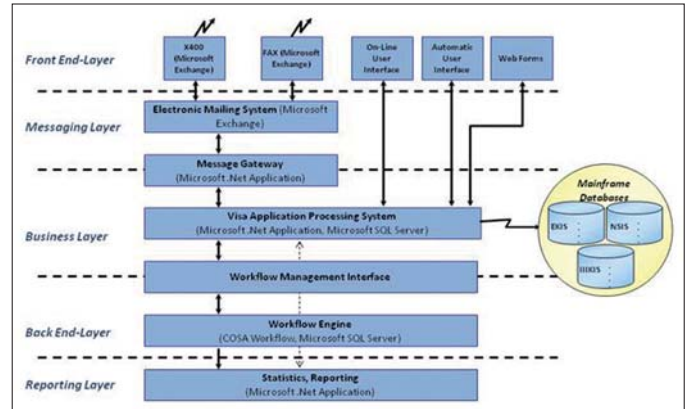 Front End-Layer
X400
(Microsoft
Exchange)
FAX (Microsoft
Exchange)
On-Line
User
Interface
Automatic
User
Interface
Web Forms
Messaging Layer
Electronic Mailing System (Microsoft
Exchange)
Message Gateway
(Microsoft .Net Application)
Business Layer
Visa Application Processing System
(Microsoft .Net Application, Microsoft SQL Server)
Mainframe
Databases
EKIS
NSIS
Workflow Management Interface
Back End-Layer
Workflow Engine
(COSA Workflow, Microsoft SQL Server)
Reporting Layer
Statistics, Reporting
(Microsoft .Net Application)